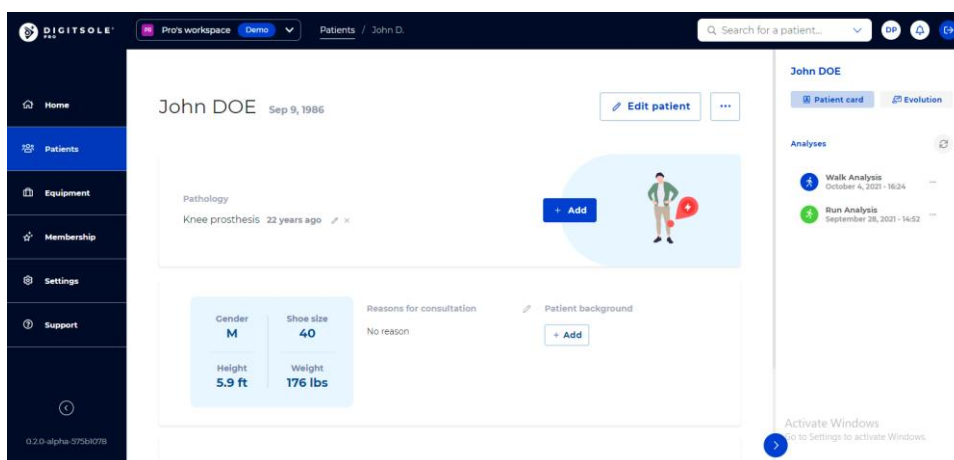 DIGITSOLE
PRO
PR Pro's workspace Demo
Patients / John D.
Search for a patient...
DP
Home
Patients
Equipment
Membership
Settings
Support
0.2.0-alpha-575b1078
John DOE Sep 9, 1986
Edit patient
...
Pathology
Knee prosthesis 22 years ago
+ Add
Gender
M
Shoe size
40
Height
5.9 ft
Weight
176 lbs
Reasons for consultation
No reason
Patient background
+ Add
John DOE
Patient card
Evolution
Analyses
Walk Analysis
October 4, 2021 - 16:24
Run Analysis
September 28, 2021 - 14:52
Activate Windows
Go to Settings to activate Windows.